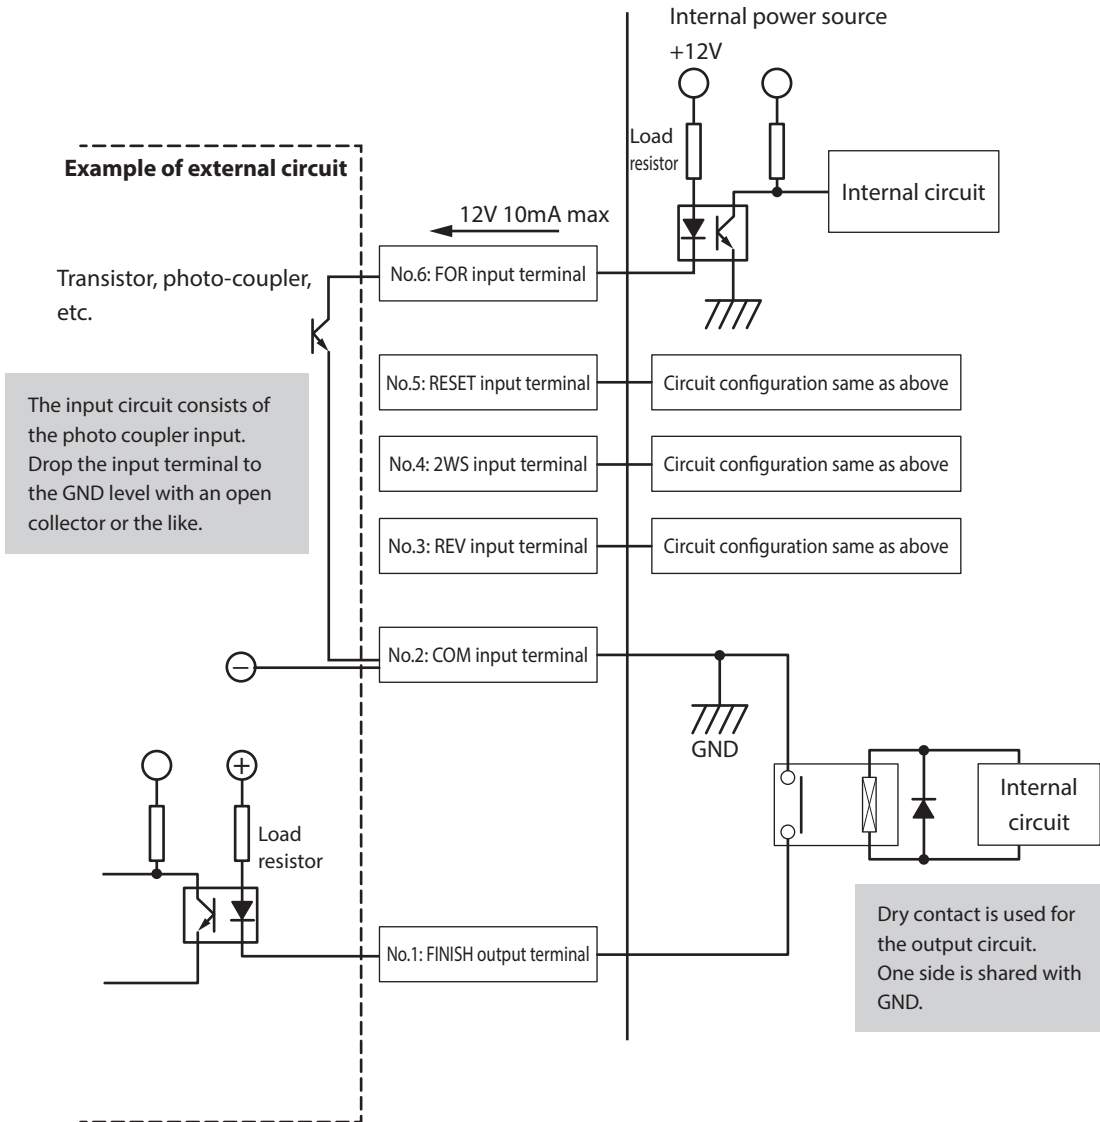 Internal power source
+12V
Load
resistor
Internal circuit
Example of external circuit
12V 10mA max
Transistor, photo-coupler,
etc.
No.6: FOR input terminal
No.5: RESET input terminal
Circuit configuration same as above
The input circuit consists of
the photo coupler input.
Drop the input terminal to
the GND level with an open
collector or the like.
No.4: 2WS input terminal
Circuit configuration same as above
No.3: REV input terminal
Circuit configuration same as above
No.2: COM input terminal
−
GND
+
Load
resistor
Internal
circuit
No.1: FINISH output terminal
Dry contact is used for
the output circuit.
One side is shared with
GND.